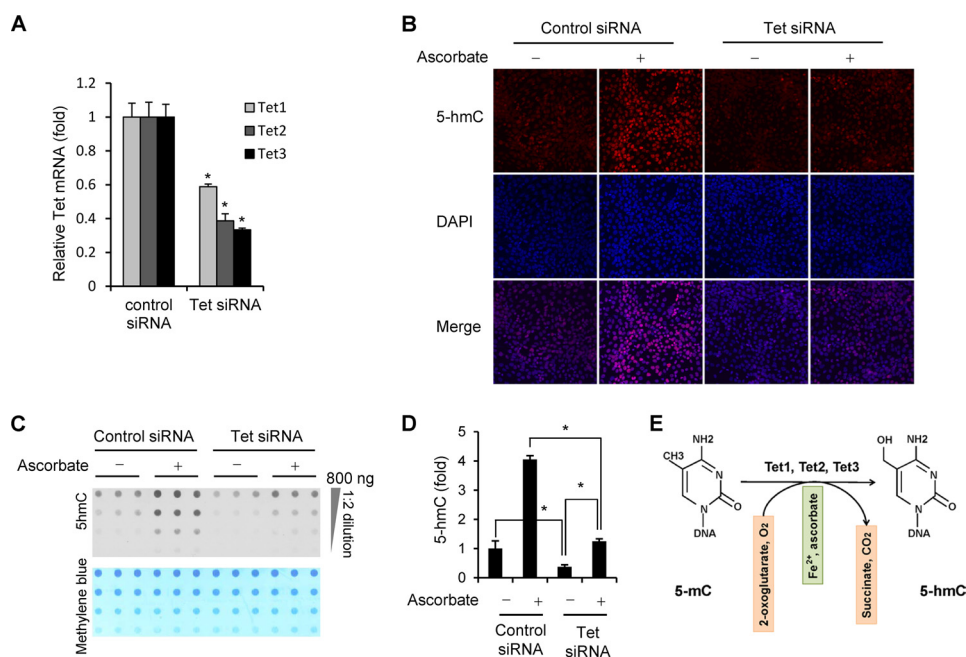 A
Relative Tet mRNA (fold)
1.2
1
0.8
0.6
0.4
0.2
0
Tet1
Tet2
Tet3
*
*
*
control siRNA
Tet siRNA
B
Control siRNA
Tet siRNA
Ascorbate
− + − +
5-hmC
DAPI
Merge
C
Control siRNA
Tet siRNA
Ascorbate
− + − +
800 ng
1:2 dilution
5hmC
Methylene blue
D
5-hmC (fold)
5
4
3
2
1
0
*
*
*
Ascorbate
− + − +
Control siRNA
Tet siRNA
E
NH2
CH3
N
N
O
DNA
5-mC
Tet1, Tet2, Tet3
2-oxoglutarate, O2
Fe2+, ascorbate
Succinate, CO2
OH
NH2
N
N
O
DNA
5-hmC